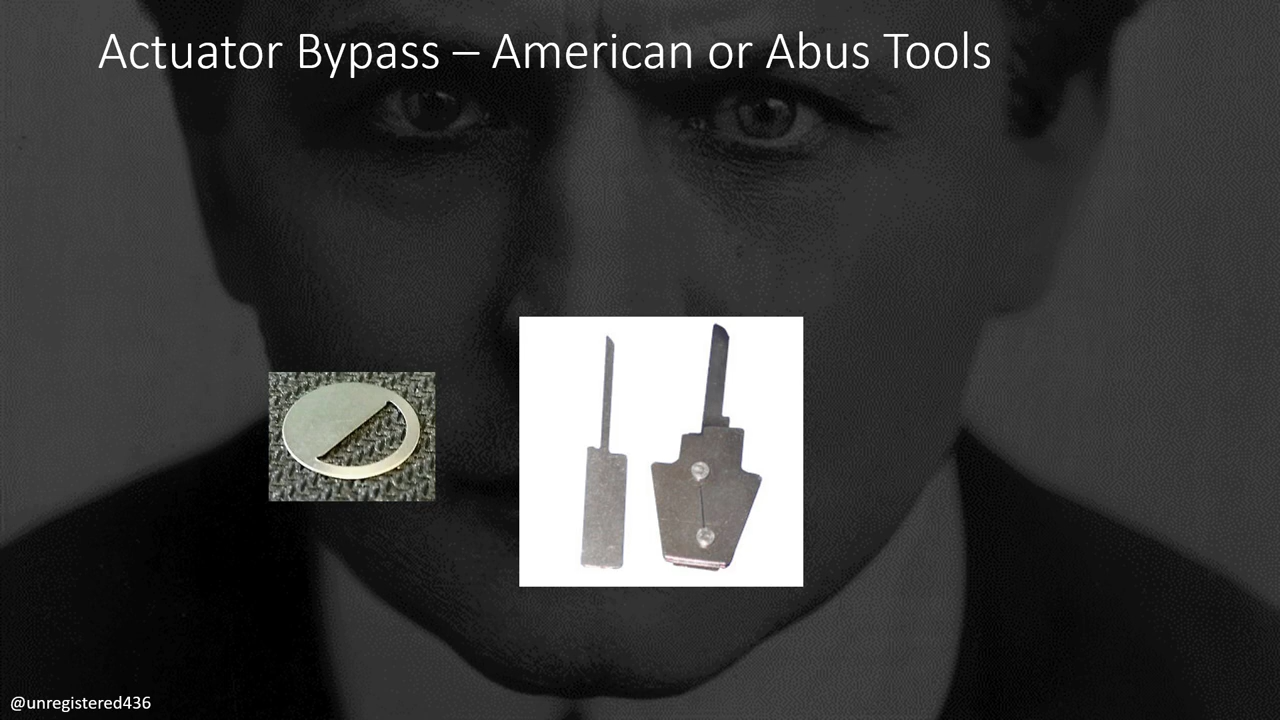 Actuator Bypass – American or Abus Tools
@unregistered436